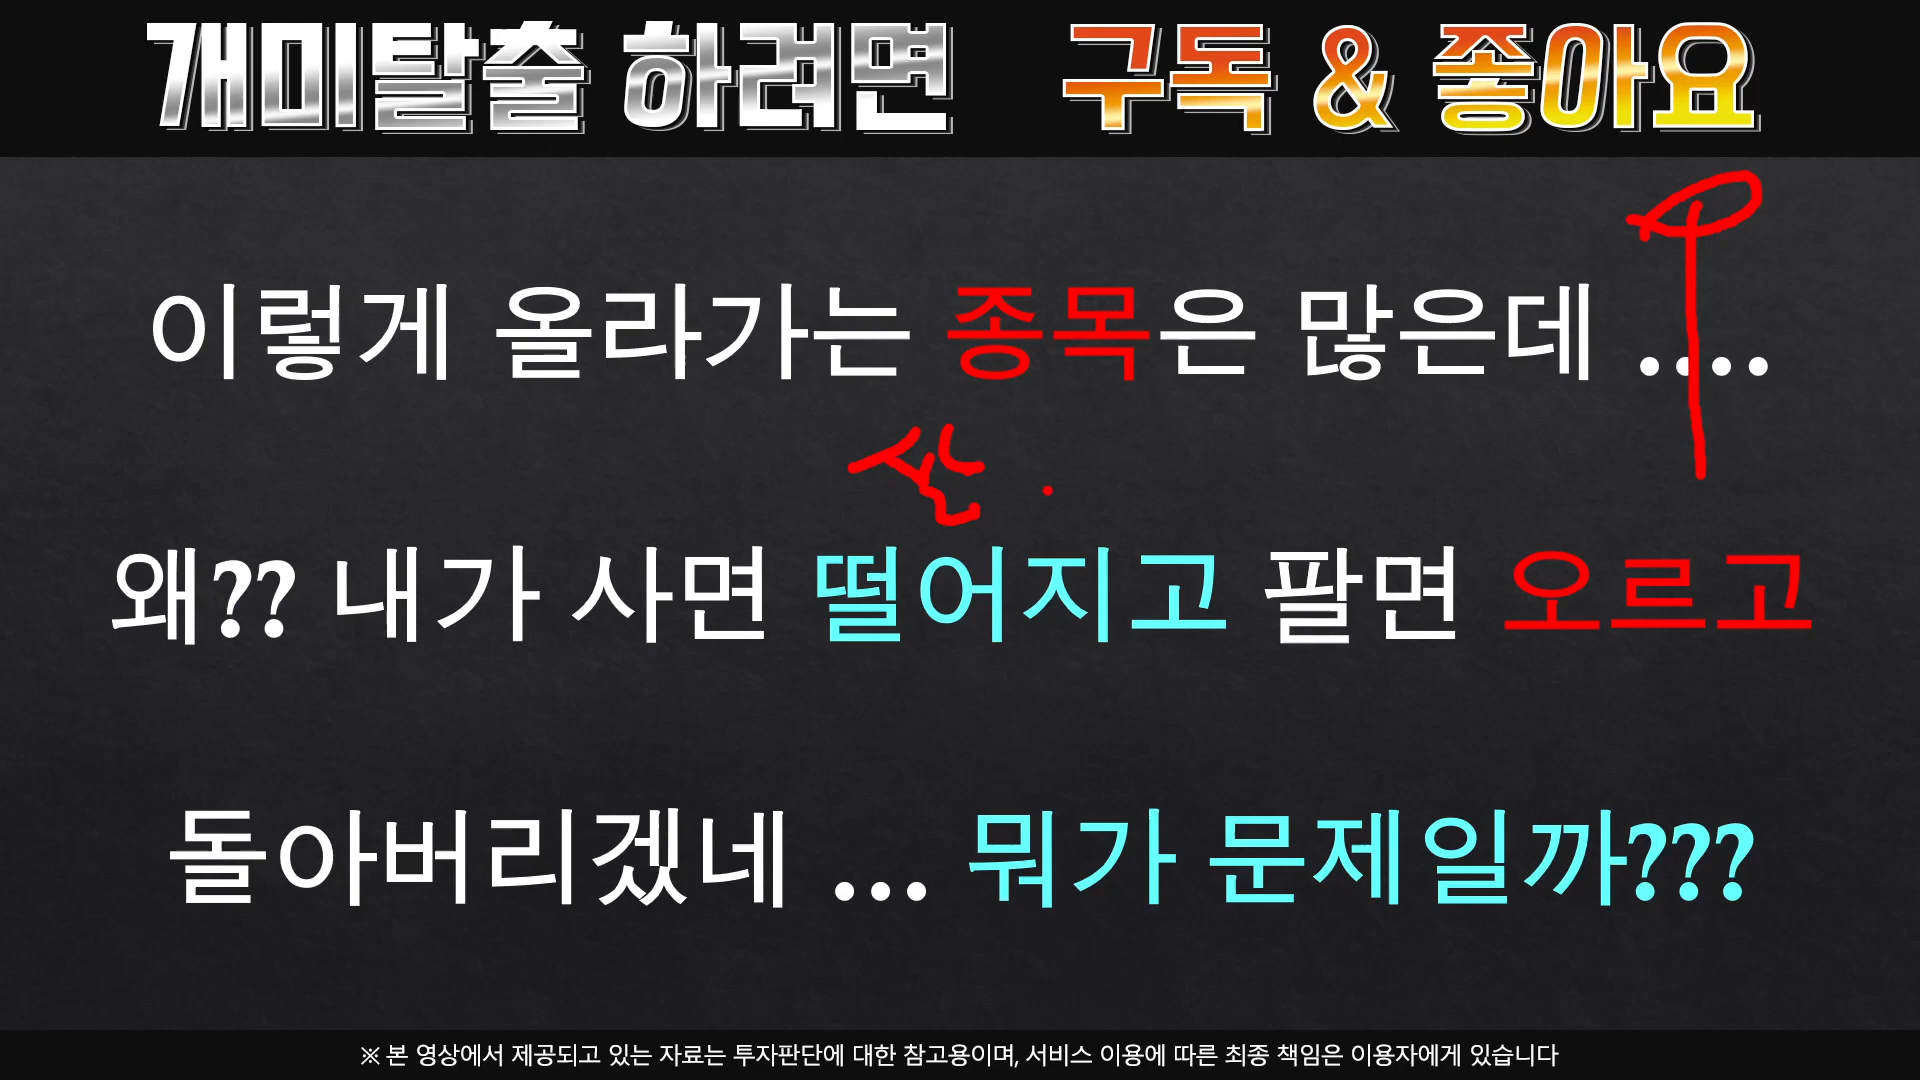 개미탈출 하려면 구독 & 좋아요
이렇게 올라가는 종목은 많은데 ....
왜?? 내가 사면 떨어지고 팔면 오르고
돌아버리겠네 ... 뭐가 문제일까???
※ 본 영상에서 제공되고 있는 자료는 투자판단에 대한 참고용이며, 서비스 이용에 따른 최종 책임은 이용자에게 있습니다